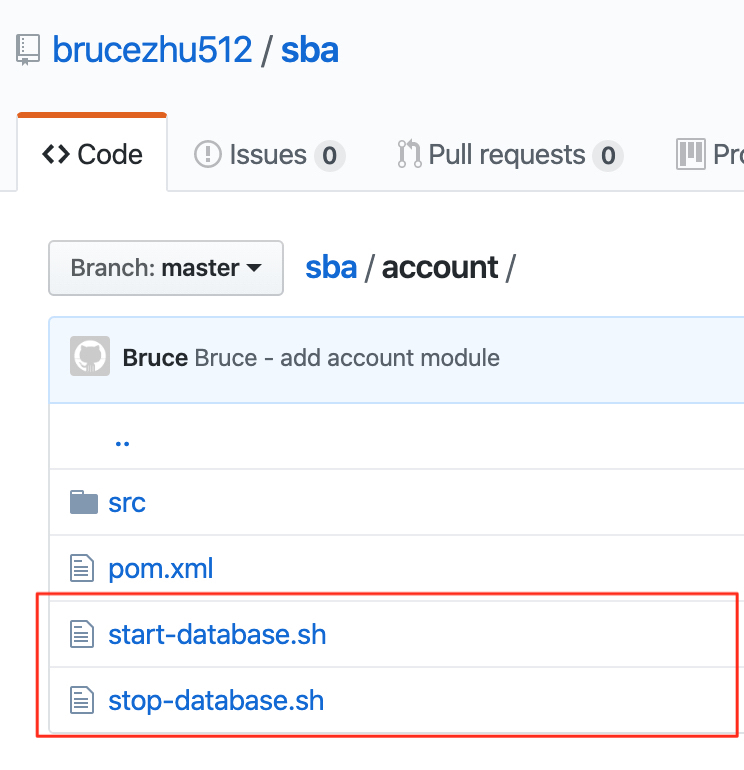 brucezhu512 / sba
Code Issues 0 Pull requests 0
Branch: master sba / account /
Bruce Bruce - add account module
..
src
pom.xml
start-database.sh
stop-database.sh